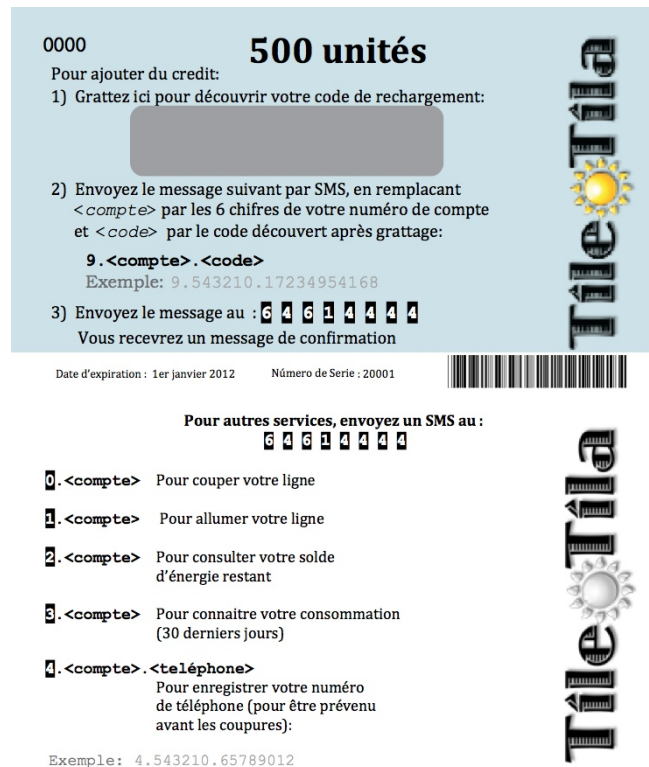 0000
500 unités
Pour ajouter du credit:
1) Grattez ici pour découvrir votre code de rechargement:
2) Envoyez le message suivant par SMS, en remplacant
<compte> par les 6 chifres de votre numéro de compte
et <code> par le code découvert après grattage:
9.<compte>.<code>
Exemple: 9.543210.17234954168
3) Envoyez le message au : 6 4 6 1 4 4 4 4
Vous recevrez un message de confirmation
Tîle Tîla
Date d'expiration : 1er janvier 2012 Número de Serie : 20001
Pour autres services, envoyez un SMS au :
6 4 6 1 4 4 4 4
0.<compte> Pour couper votre ligne
1.<compte> Pour allumer votre ligne
2.<compte> Pour consulter votre solde
d'énergie restant
3.<compte> Pour connaitre votre consommation
(30 derniers jours)
4.<compte>.<teléphone>
Pour enregistrer votre numéro
de téléphone (pour être prévenu
avant les coupures):
Exemple: 4.543210.65789012
Tîle Tîla